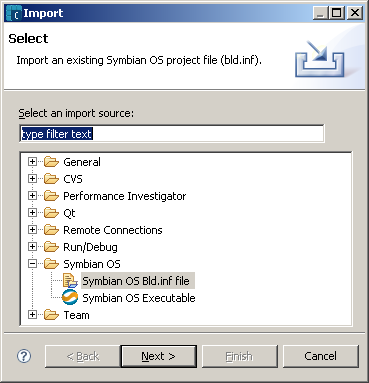 Import
Select
Import an existing Symbian OS project file (bld.inf).
Select an import source:
type filter text
General
CVS
Performance Investigator
Qt
Remote Connections
Run/Debug
Symbian OS
Symbian OS Bld.inf file
Symbian OS Executable
Team
? < Back Next > Finish Cancel